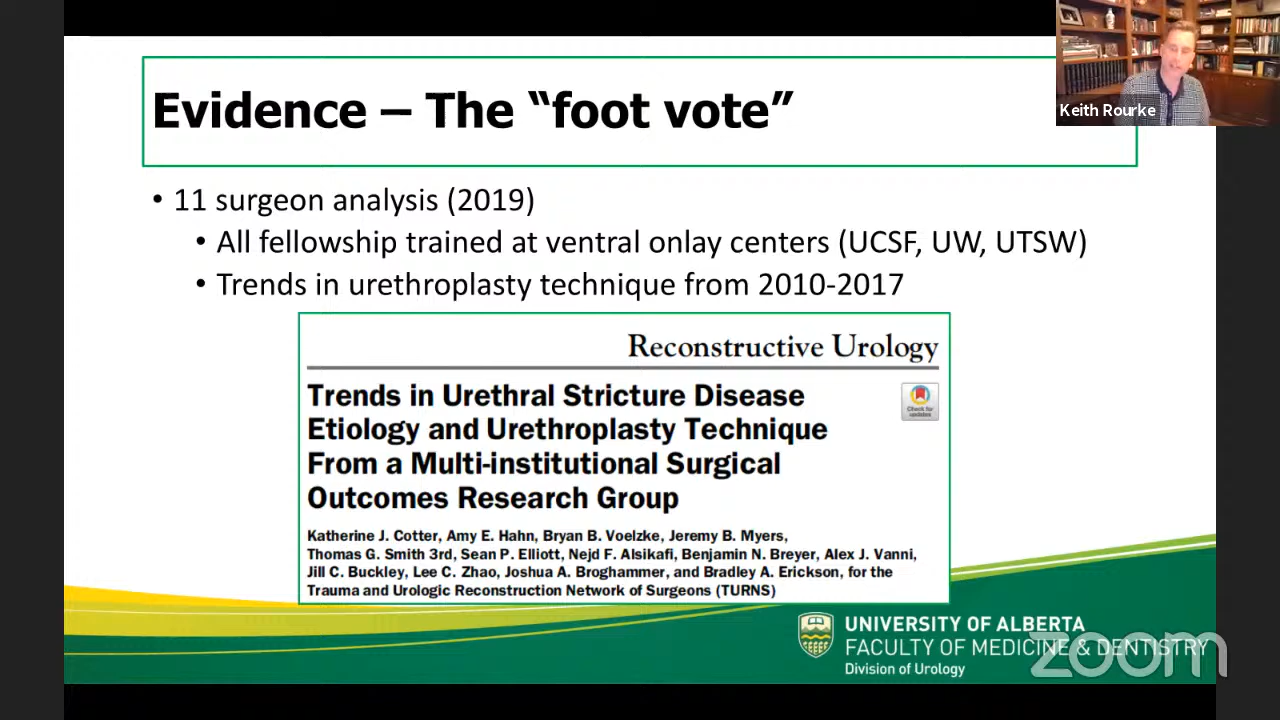 Keith Rourke
Evidence – The “foot vote”
• 11 surgeon analysis (2019)
• All fellowship trained at ventral onlay centers (UCSF, UW, UTSW)
• Trends in urethroplasty technique from 2010-2017
Reconstructive Urology
Trends in Urethral Stricture Disease
Etiology and Urethroplasty Technique
From a Multi-institutional Surgical
Outcomes Research Group
Check for
updates
Katherine J. Cotter, Amy E. Hahn, Bryan B. Voelzke, Jeremy B. Myers,
Thomas G. Smith 3rd, Sean P. Elliott, Nejd F. Alsikafi, Benjamin N. Breyer, Alex J. Vanni,
Jill C. Buckley, Lee C. Zhao, Joshua A. Broghammer, and Bradley A. Erickson, for the
Trauma and Urologic Reconstruction Network of Surgeons (TURNS)
UNIVERSITY OF ALBERTA
FACULTY OF MEDICINE & DENTISTRY
Division of Urology
zoom